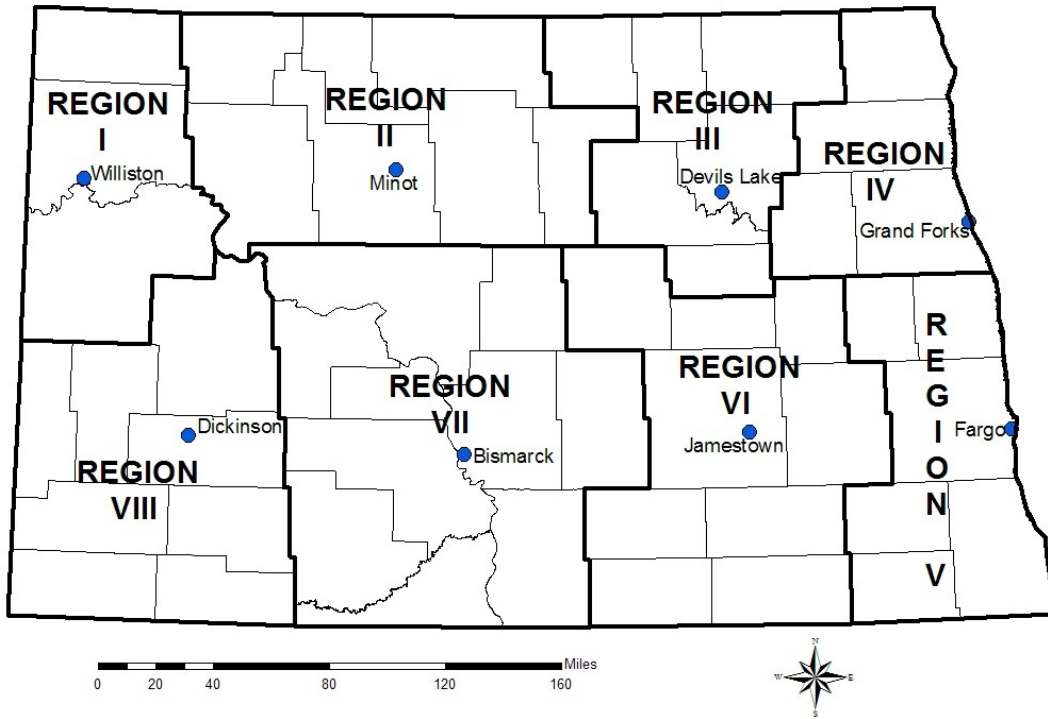 REGION
I
Williston
REGION
II
Minot
REGION
III
Devils Lake
REGION
IV
Grand Forks
REGION
VIII
Dickinson
REGION
VII
Bismarck
REGION
VI
Jamestown
R
E
G
I
O
N
V
Fargo
0 20 40 80 120 160
Miles
N
W E
S